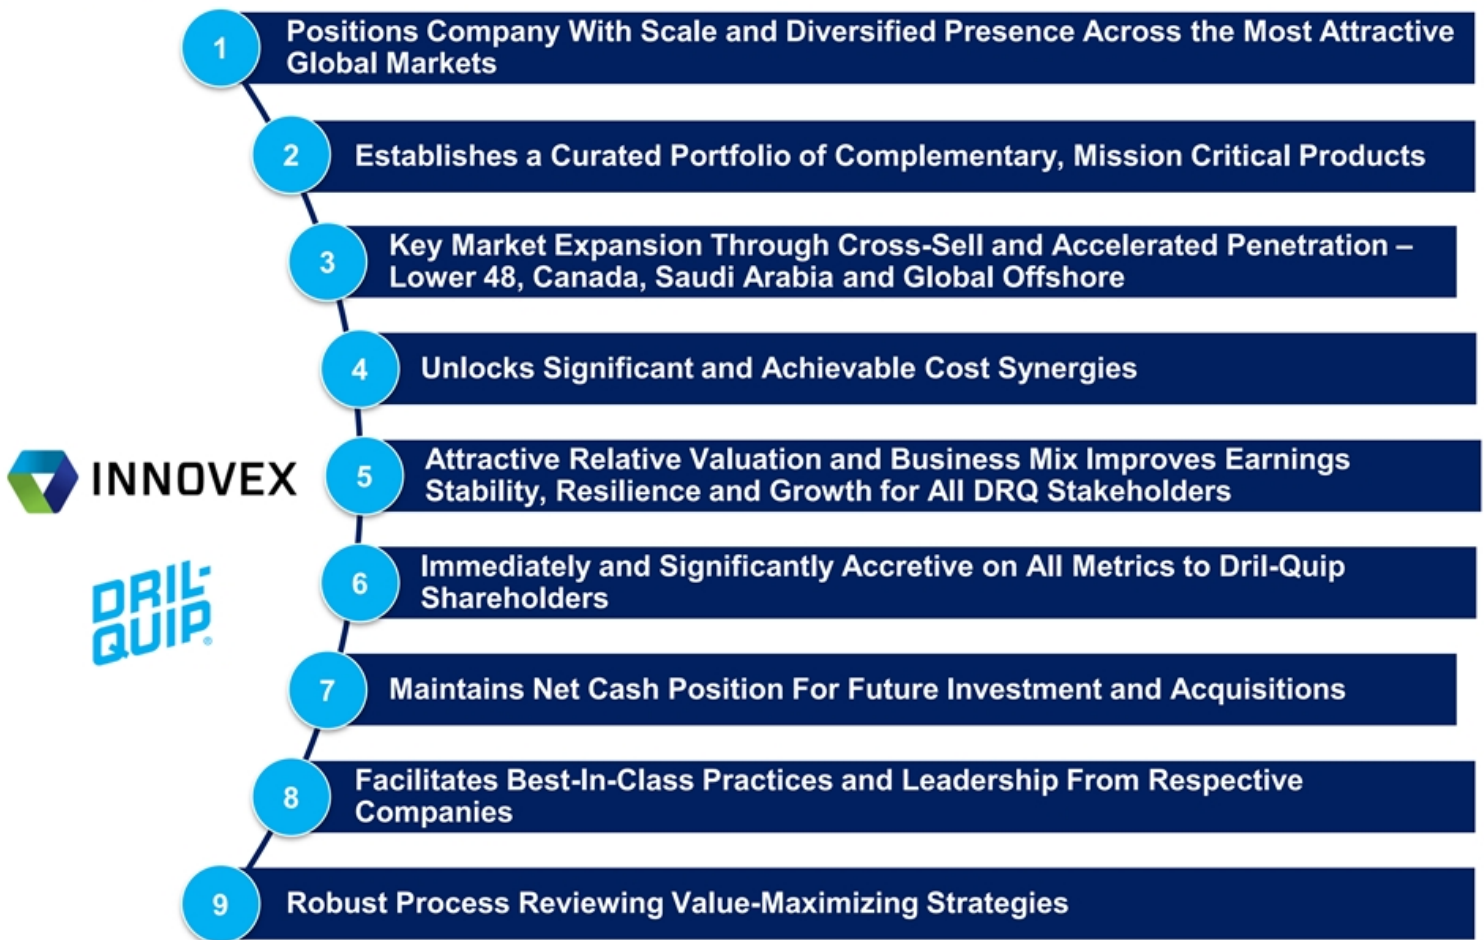 1
Positions Company With Scale and Diversified Presence Across the Most Attractive
Global Markets
2
Establishes a Curated Portfolio of Complementary, Mission Critical Products
3
Key Market Expansion Through Cross-Sell and Accelerated Penetration –
Lower 48, Canada, Saudi Arabia and Global Offshore
4
Unlocks Significant and Achievable Cost Synergies
INNOVEX
5
Attractive Relative Valuation and Business Mix Improves Earnings
Stability, Resilience and Growth for All DRQ Stakeholders
DRIL-
QUIP®
6
Immediately and Significantly Accretive on All Metrics to Dril-Quip
Shareholders
7
Maintains Net Cash Position For Future Investment and Acquisitions
8
Facilitates Best-In-Class Practices and Leadership From Respective
Companies
9
Robust Process Reviewing Value-Maximizing Strategies